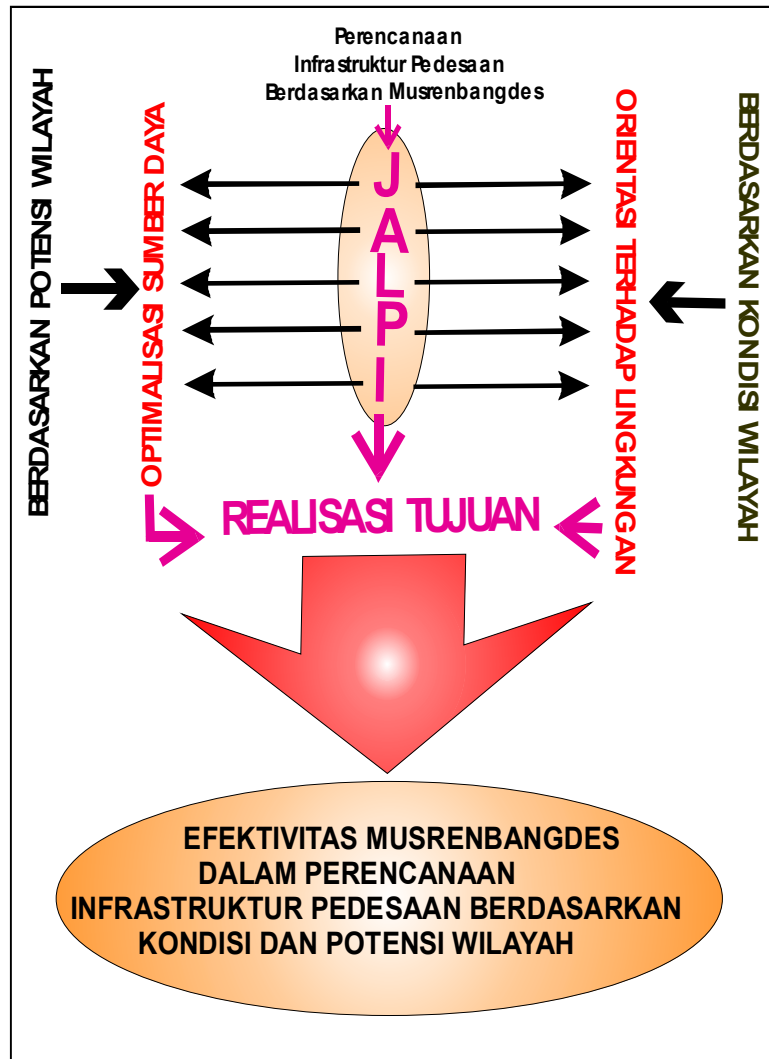 Perencanaan
Infrastruktur Pedesaan
Berdasarkan Musrenbangdes
BERDASARKAN POTENSI WILAYAH
OPTIMALISASI SUMBER DAYA
J
A
L
P
I
ORIENTASI TERHADAP LINGKUNGAN
BERDASARKAN KONDISI WILAYAH
REALISASI TUJUAN
EFEKTIVITAS MUSRENBANGDES
DALAM PERENCANAAN
INFRASTRUKTUR PEDESAAN BERDASARKAN
KONDISI DAN POTENSI WILAYAH